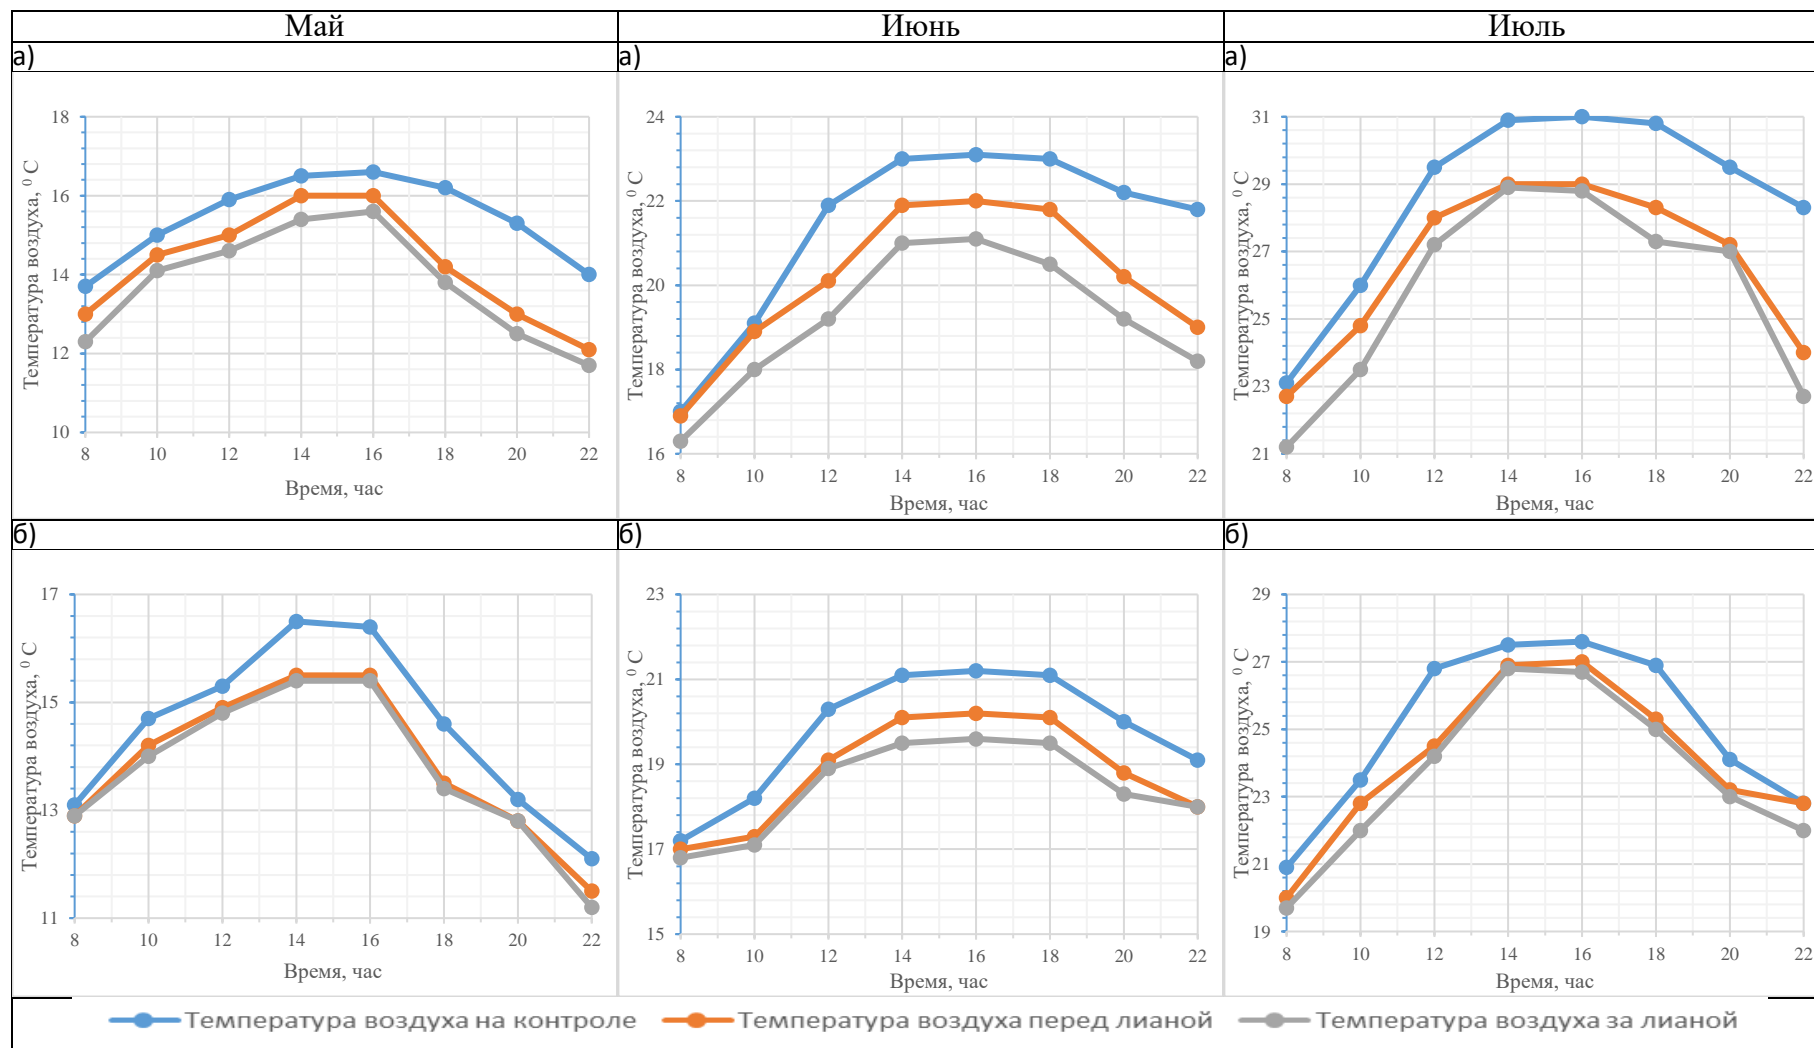 Май Июнь Июль
а) а) а)
Температура воздуха, ⁰ С
18
16
14
12
10
8 10 12 14 16 18 20 22
Время, час
Температура воздуха, ⁰ С
24
22
20
18
16
8 10 12 14 16 18 20 22
Время, час
Температура воздуха, ⁰ С
31
29
27
25
23
21
8 10 12 14 16 18 20 22
Время, час
б) б) б)
Температура воздуха, ⁰ С
17
15
13
11
8 10 12 14 16 18 20 22
Время, час
Температура воздуха, ⁰ С
23
21
19
17
15
8 10 12 14 16 18 20 22
Время, час
Температура воздуха, ⁰ С
29
27
25
23
21
19
8 10 12 14 16 18 20 22
Время, час
Температура воздуха на контроле Температура воздуха перед лианой Температура воздуха за лианой